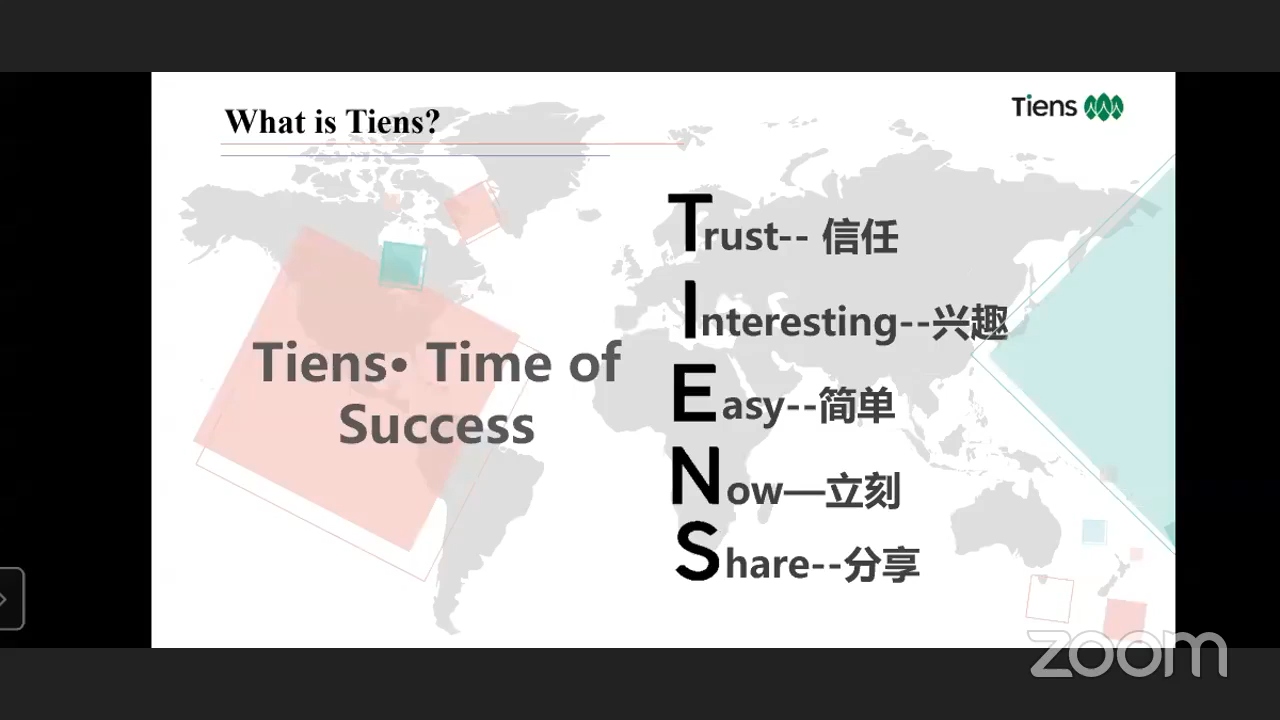 What is Tiens?
Tiens
Tiens• Time of
Success
Trust-- 信任
Interesting--兴趣
Easy--简单
Now—立刻
Share--分享
zoom